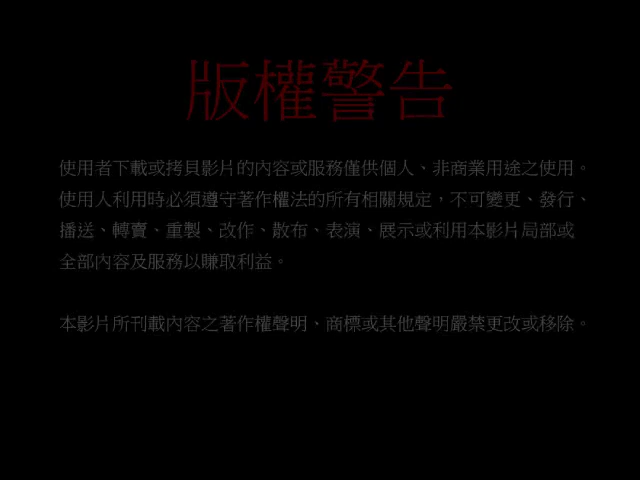 版權警告
使用者下載或拷貝影片的內容或服務僅供個人、非商業用途之使用。
使用人利用時必須遵守著作權法的所有相關規定，不可變更、發行、
播送、轉賣、重製、改作、散布、表演、展示或利用本影片局部或
全部內容及服務以賺取利益。
本影片所刊載內容之著作權聲明、商標或其他聲明嚴禁更改或移除。